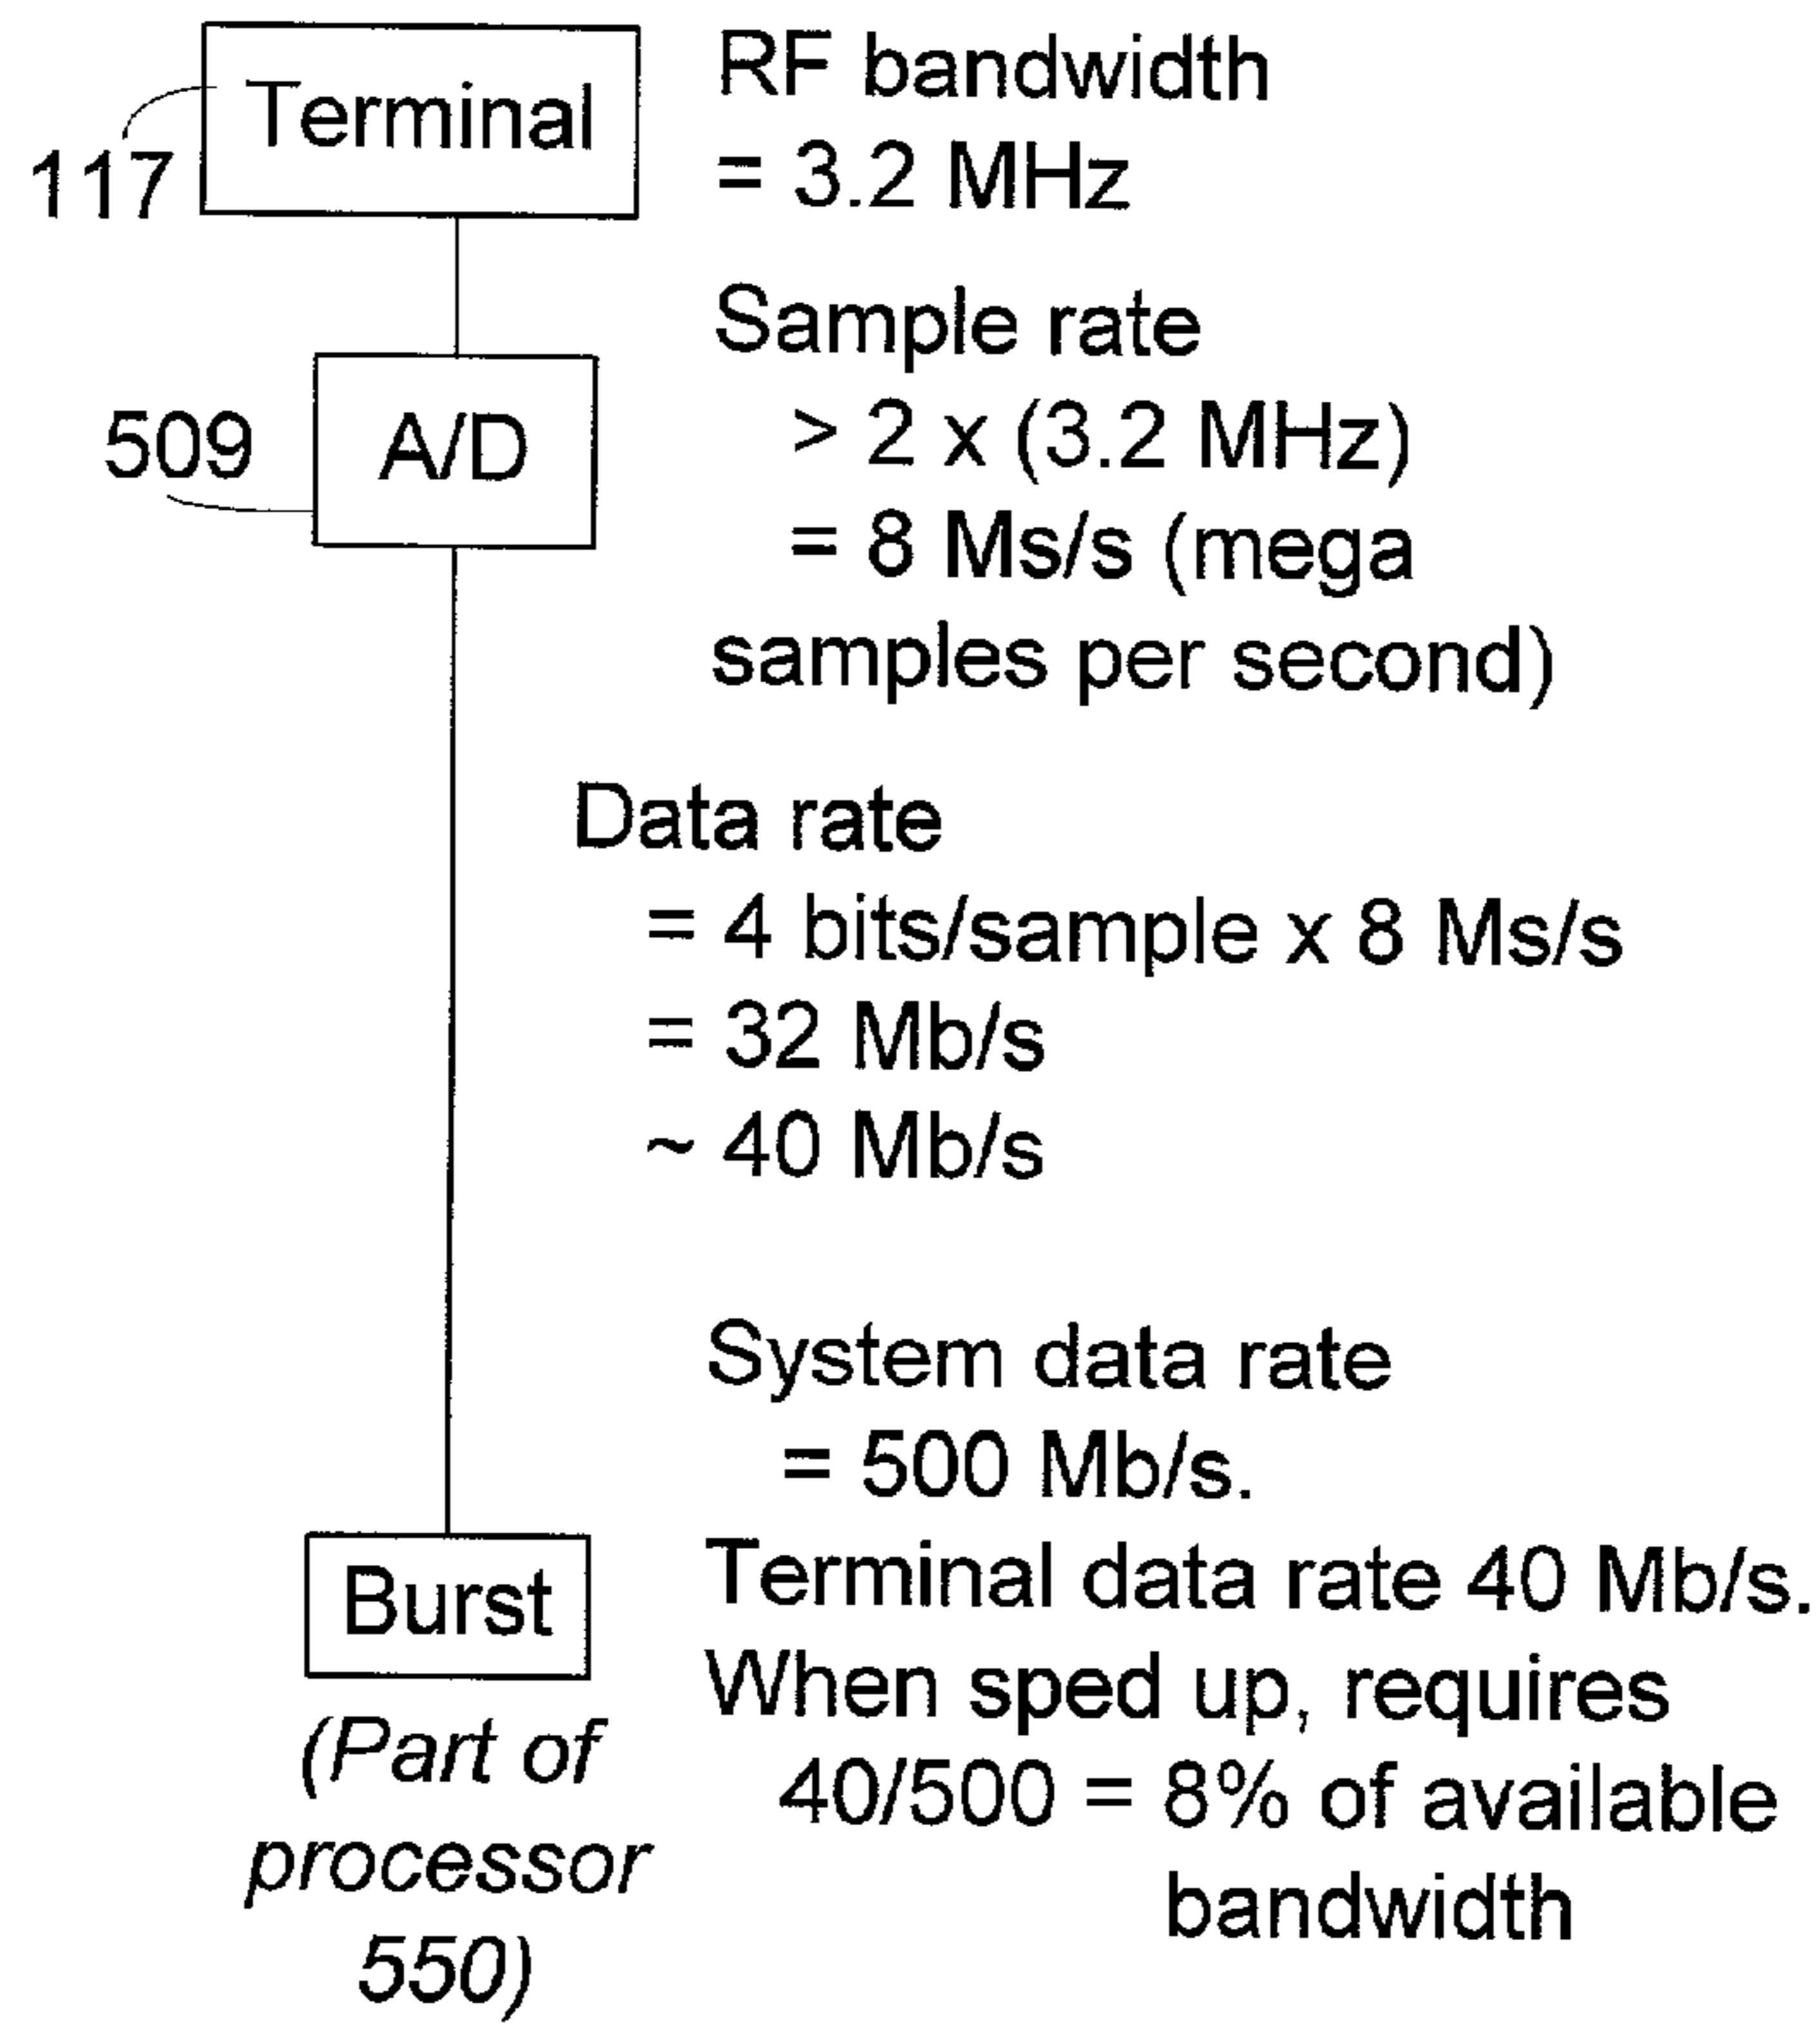 Terminal
117
RF bandwidth
= 3.2 MHz
509
A/D
Sample rate
> 2 x (3.2 MHz)
= 8 Ms/s (mega
samples per second)
Data rate
= 4 bits/sample x 8 Ms/s
= 32 Mb/s
~ 40 Mb/s
Burst
(Part of
processor
550)
System data rate
= 500 Mb/s.
Terminal data rate 40 Mb/s.
When sped up, requires
40/500 = 8% of available
bandwidth